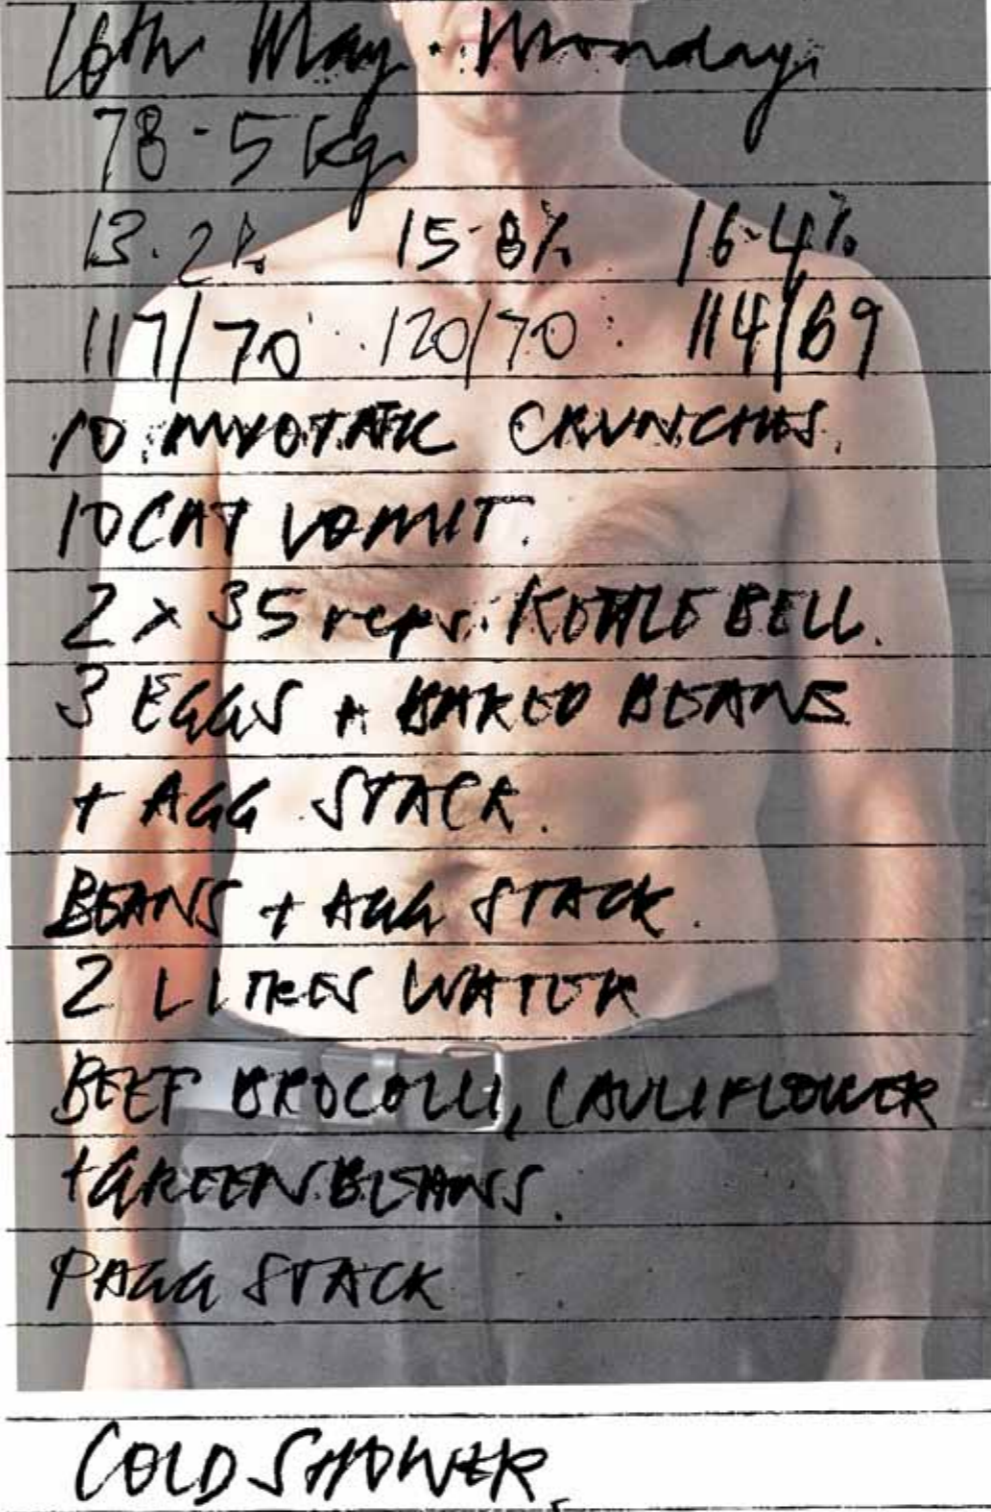 16th May. Monday.
78-5 kg
13.2% 15-8% 16-4%
117/70 120/70 114/69
10 MYOTATIC CRUNCHES.
10 CAT VOMIT.
2 x 35 reps. KETTLE BELL.
3 EGGS + BAKED BEANS
+ AGG STACK.
BEANS + AGG STACK.
2 LITRES WATER
BEEF BROCOLLI, CAULIFLOWER
+ GREEN BEANS.
PAGG STACK
COLD SHOWER.